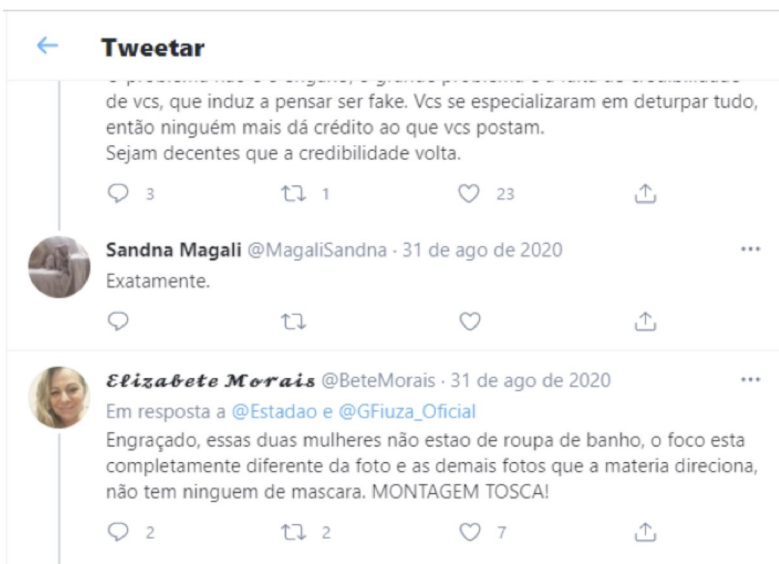 Tweetar
de vcs, que induz a pensar ser fake. Vcs se especializaram em deturpar tudo,
então ninguém mais dá crédito ao que vcs postam.
Sejam decentes que a credibilidade volta.
3 1 23
Sandna Magali @MagaliSandna · 31 de ago de 2020
Exatamente.
Elizabete Morais @BeteMorais · 31 de ago de 2020
Em resposta a @Estadao e @GFiuza_Oficial
Engraçado, essas duas mulheres não estao de roupa de banho, o foco esta
completamente diferente da foto e as demais fotos que a materia direciona,
não tem ninguem de mascara. MONTAGEM TOSCA!
2 2 7